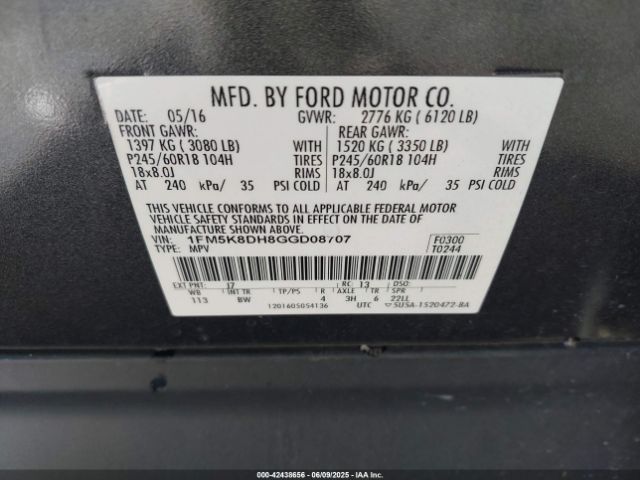 MFD. BY FORD MOTOR CO.
DATE: 05/16 GVWR: 2776 KG ( 6120 LB)
FRONT GAWR: REAR GAWR:
1397 KG ( 3080 LB) WITH 1520 KG ( 3350 LB) WITH
P245/60R18 104H TIRES P245/60R18 104H TIRES
18x8.0J RIMS 18x8.0J RIMS
AT 240 kPa/ 35 PSI COLD AT 240 kPa/ 35 PSI COLD
THIS VEHICLE CONFORMS TO ALL APPLICABLE FEDERAL MOTOR
VEHICLE SAFETY STANDARDS IN EFFECT ON THE DATE OF
MANUFACTURE SHOWN ABOVE.
VIN: 1FM5K8DH8GGD08707 F0300
TYPE: MPV T0244
EXT PNT: J7 RC: 13 DSO:
WB INT TR TP/PS R AXLE TR SPR
113 BW 4 3H 6 22LL
1201605054136 UTC 5USA-1520472-BA
000-42438656 - 06/09/2025 - IAAI.COM